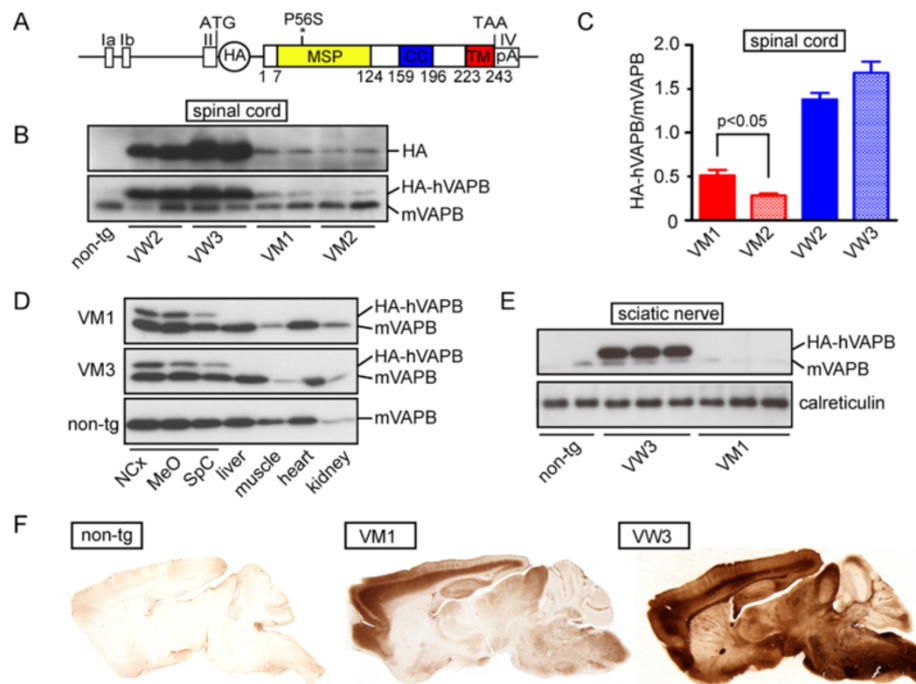 A
Ia Ib
ATG
II
HA
P56S
*
MSP
CC
TM
TAA
IV
pA
1 7 124 159 196 223 243
B
spinal cord
HA
HA-hVAPB
mVAPB
non-tg VW2 VW3 VM1 VM2
C
spinal cord
HA-hVAPB/mVAPB
2.0
1.5
1.0
0.5
0
p<0.05
VM1 VM2 VW2 VW3
D
VM1
HA-hVAPB
mVAPB
VM3
HA-hVAPB
mVAPB
non-tg
mVAPB
NCx MeO SpC liver muscle heart kidney
E
sciatic nerve
HA-hVAPB
mVAPB
calreticulin
non-tg VW3 VM1
F
non-tg
VM1
VW3